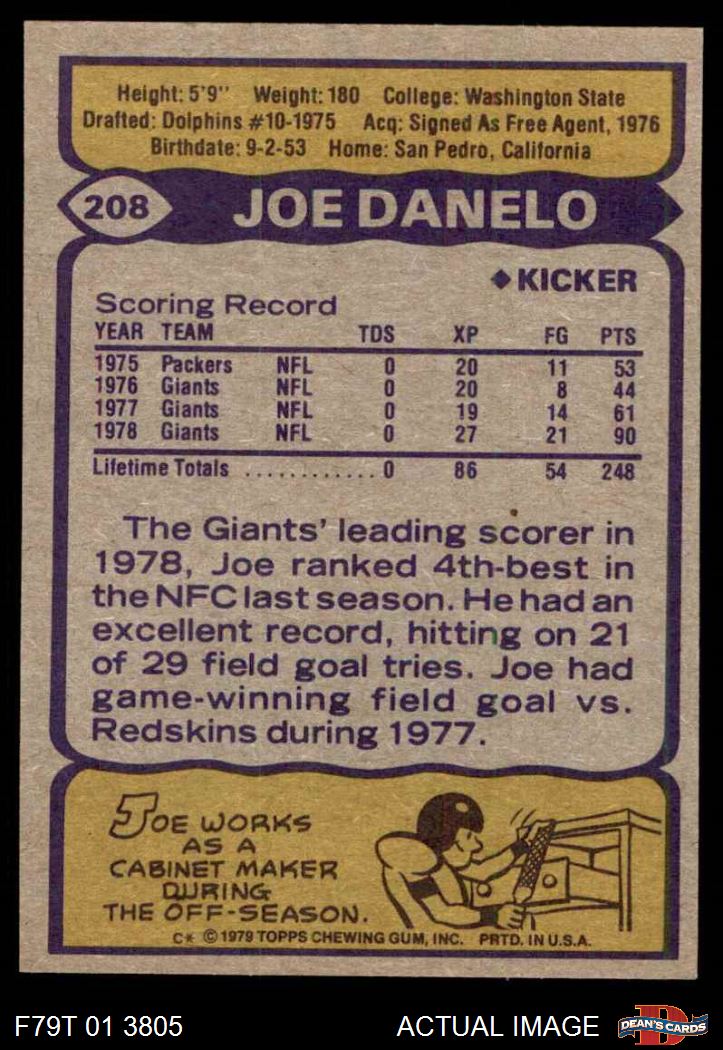 Height: 5'9'' Weight: 180 College: Washington State
Drafted: Dolphins #10-1975 Acq: Signed As Free Agent, 1976
Birthdate: 9-2-53 Home: San Pedro, California
208 JOE DANELO
◆KICKER
Scoring Record
YEAR TEAM TDS XP FG PTS
1975 Packers NFL 0 20 11 53
1976 Giants NFL 0 20 8 44
1977 Giants NFL 0 19 14 61
1978 Giants NFL 0 27 21 90
Lifetime Totals ............ 0 86 54 248
The Giants' leading scorer in
1978, Joe ranked 4th-best in
the NFC last season. He had an
excellent record, hitting on 21
of 29 field goal tries. Joe had
game-winning field goal vs.
Redskins during 1977.
JOE WORKS
AS A
CABINET MAKER
DURING
THE OFF-SEASON.
C* © 1979 TOPPS CHEWING GUM, INC. PRTD. IN U.S.A.
F79T 01 3805 ACTUAL IMAGE DEAN'S CARDS